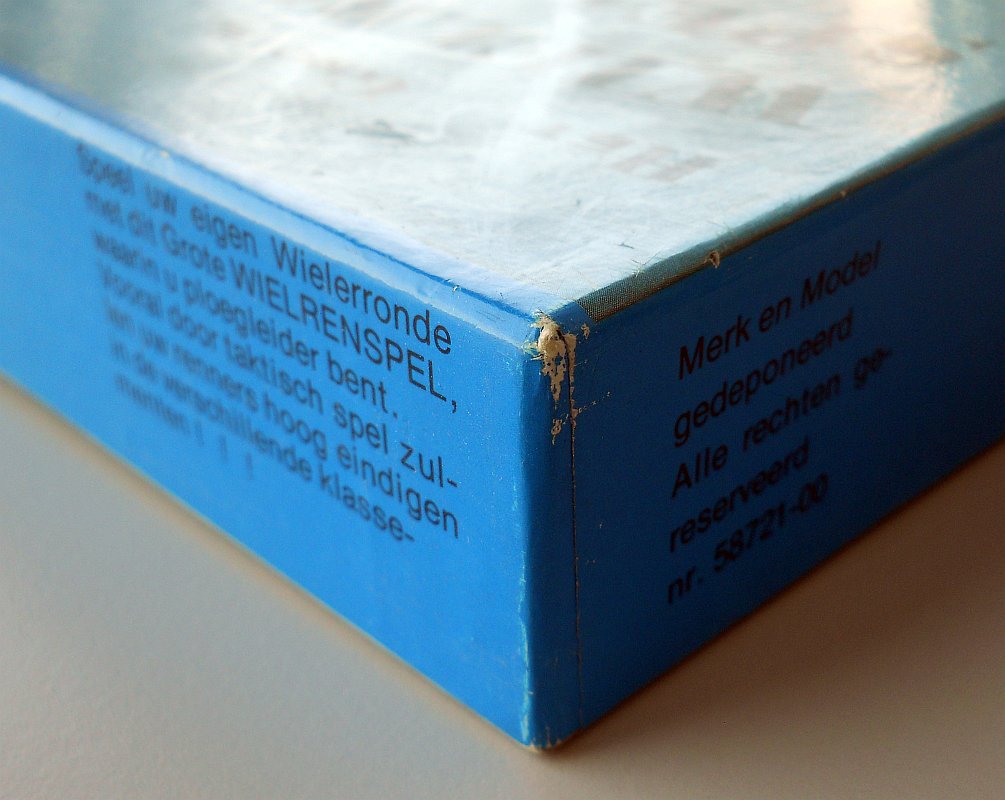 Speel uw eigen Wielerronde
met dit Grote WIELRENSPEL,
waarin u ploegleider bent.
Vooral door taktisch spel zul-
len uw renners hoog eindigen
in de verschillende klasse-
menten ! ! !
Merk en Model
gedeponeerd
Alle rechten ge-
reserveerd
nr. 58721-00